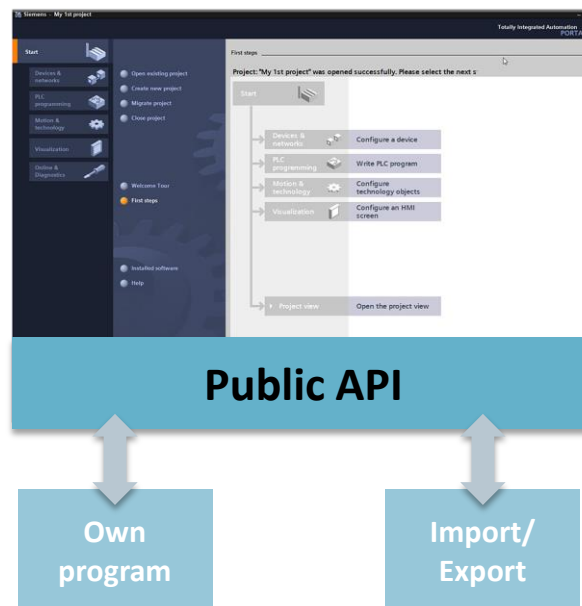 Siemens - My 1st project
Totally Integrated Automation
PORTA
Start
Devices &
networks
PLC
programming
Motion &
technology
Visualization
Online &
Diagnostics
Open existing project
Create new project
Migrate project
Close project
Welcome Tour
First steps
Installed software
Help
First steps
Project: "My 1st project" was opened successfully. Please select the next s
Start
Devices &
networks
Configure a device
PLC
programming
Write PLC program
Motion &
technology
Configure
technology objects
Visualization
Configure an HMI
screen
Project view
Open the project view
Public API
Own
program
Import/
Export